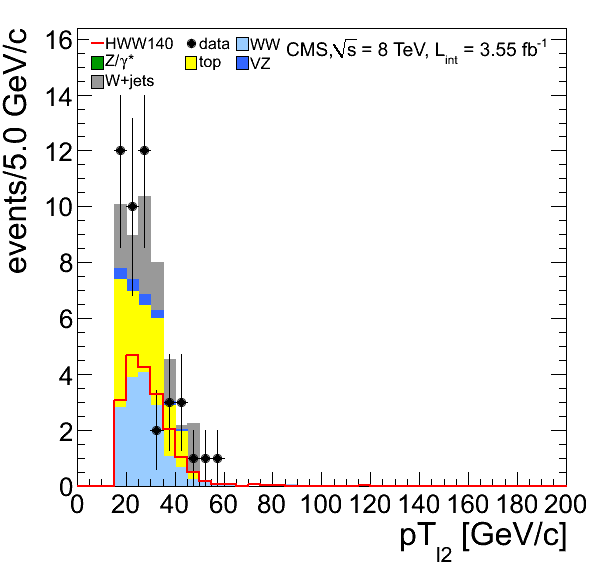 HWW140 data WW
Z/γ* top VZ
W+jets
CMS,√s = 8 TeV, L_int = 3.55 fb⁻¹
events/5.0 GeV/c
16
14
12
10
8
6
4
2
0
0 20 40 60 80 100 120 140 160 180 200
pT_l2 [GeV/c]